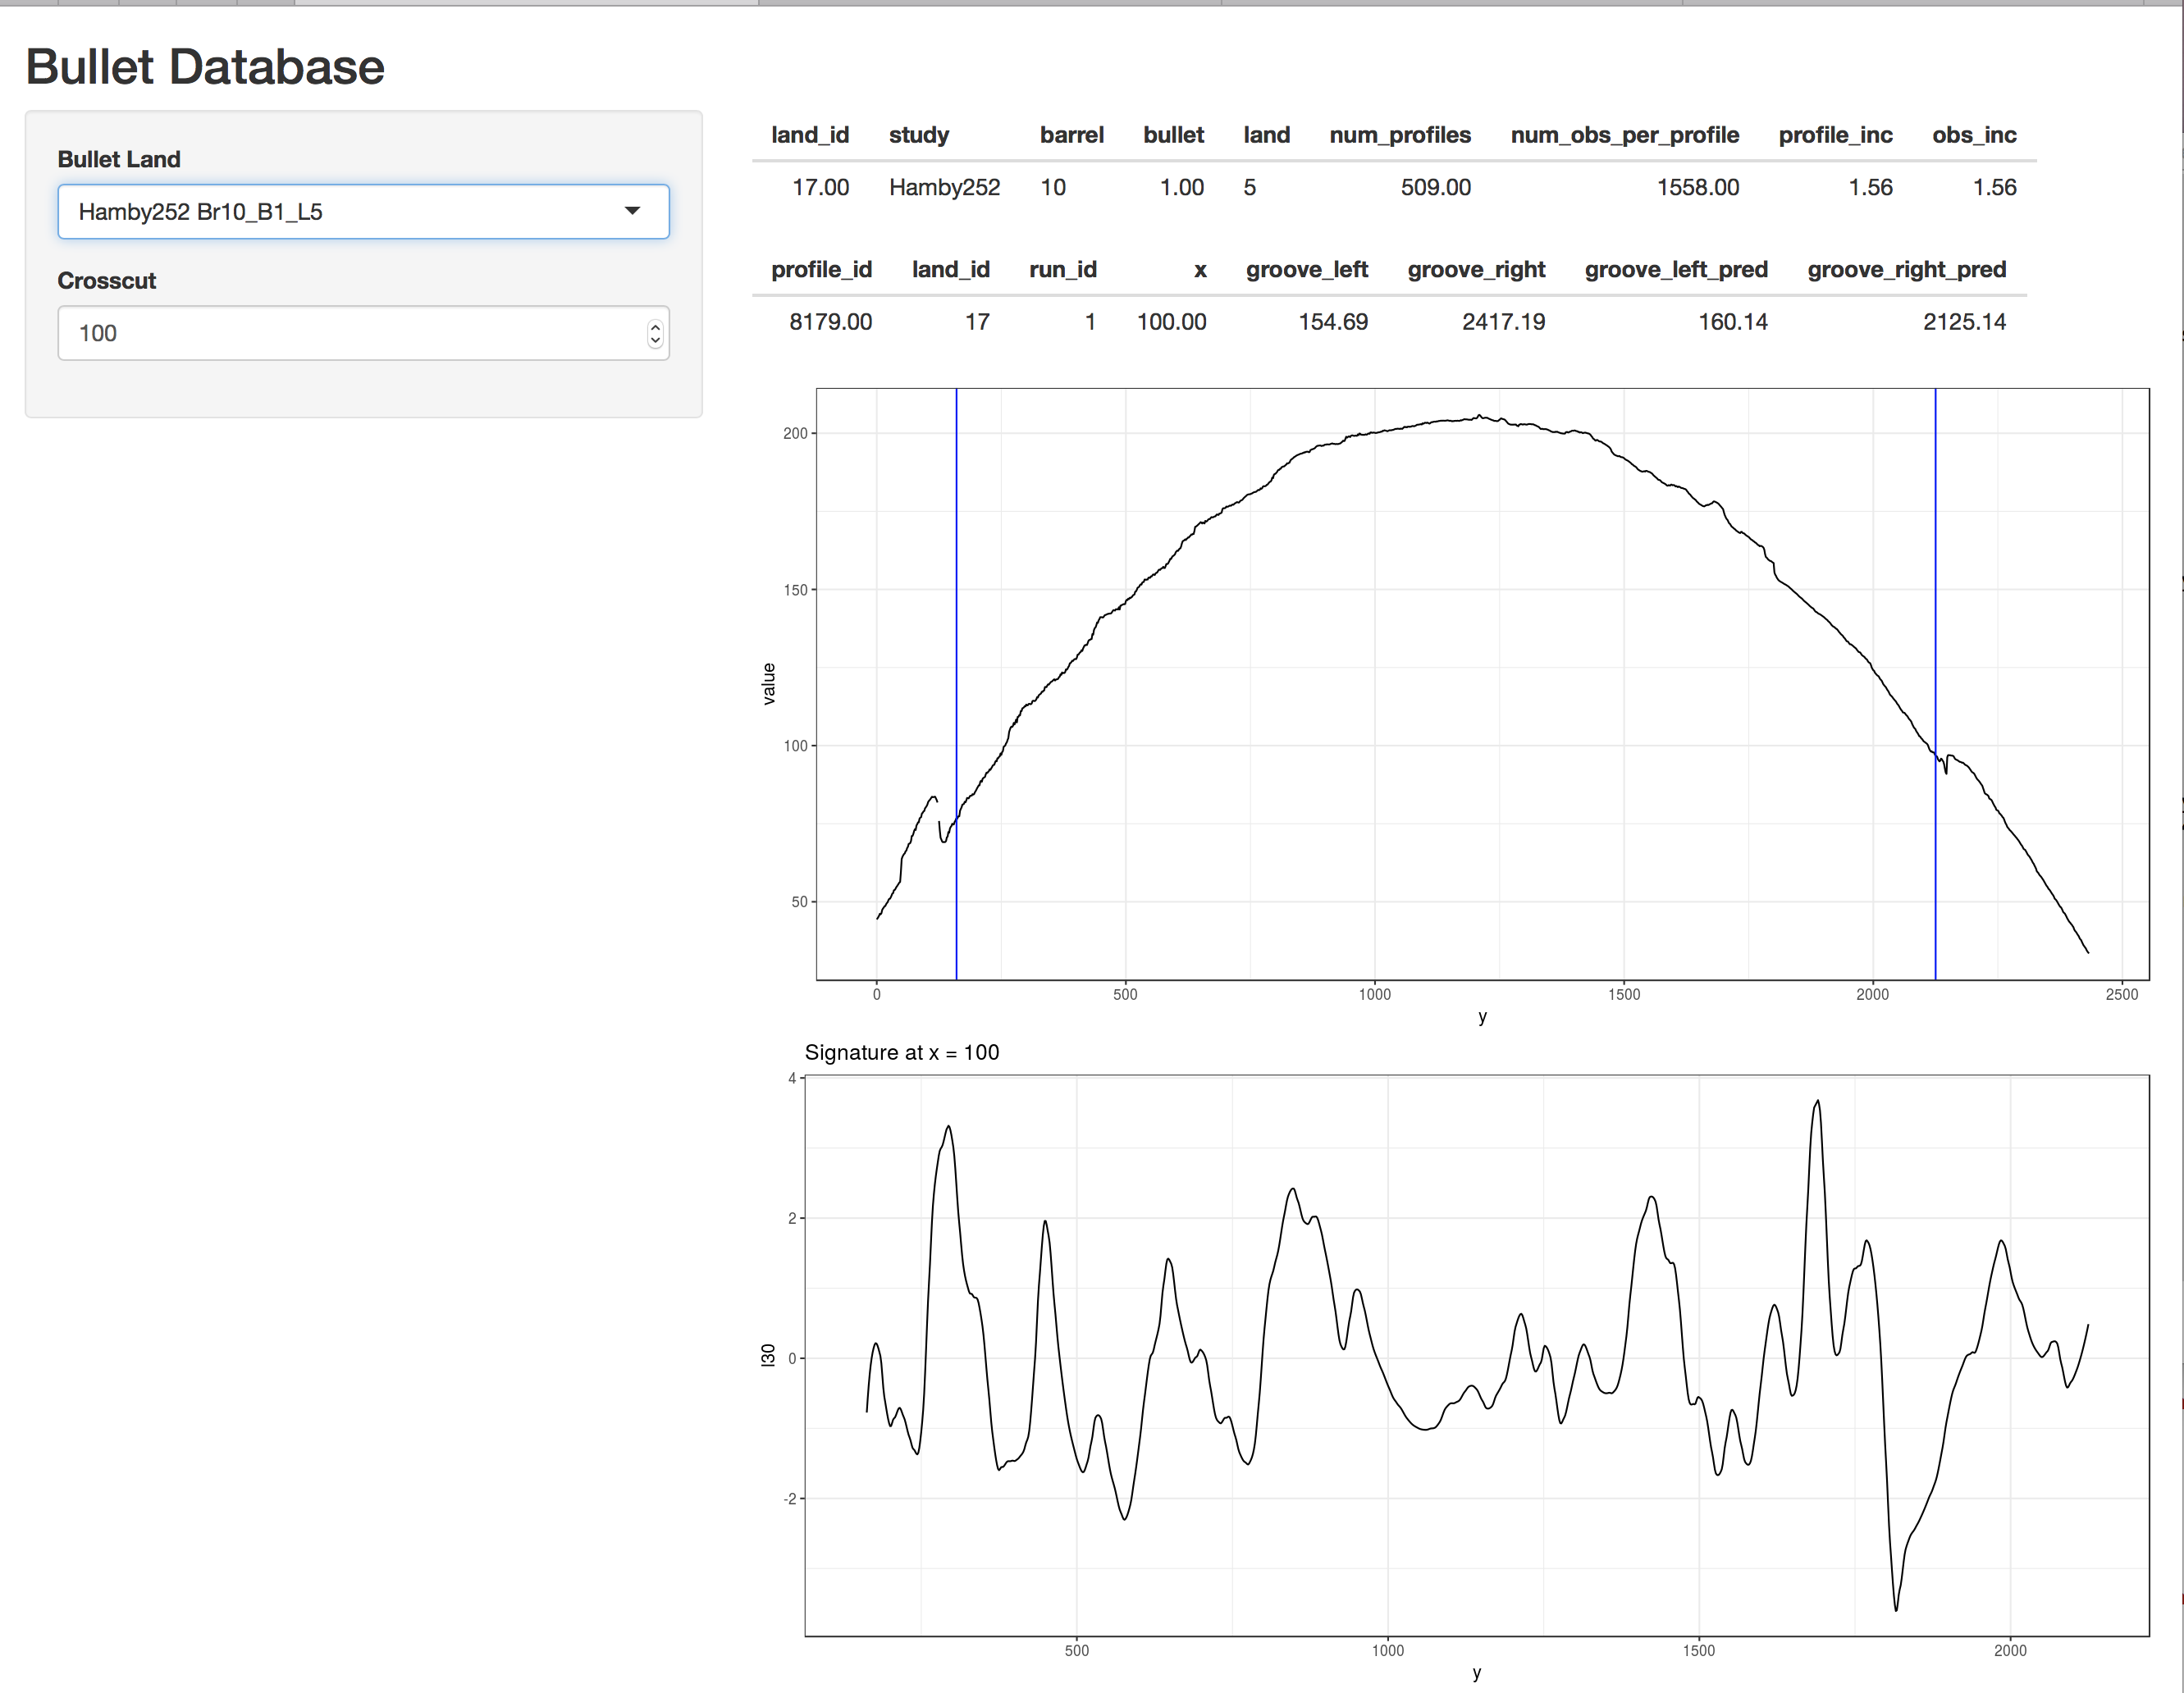 Bullet Database
Bullet Land
Hamby252 Br10_B1_L5
Crosscut
100
land_id study barrel bullet land num_profiles num_obs_per_profile profile_inc obs_inc
17.00 Hamby252 10 1.00 5 509.00 1558.00 1.56 1.56
profile_id land_id run_id x groove_left groove_right groove_left_pred groove_right_pred
8179.00 17 1 100.00 154.69 2417.19 160.14 2125.14
200
150
100
50
value
0 500 1000 1500 2000 2500
y
Signature at x = 100
4
2
0
-2
l30
500 1000 1500 2000
y